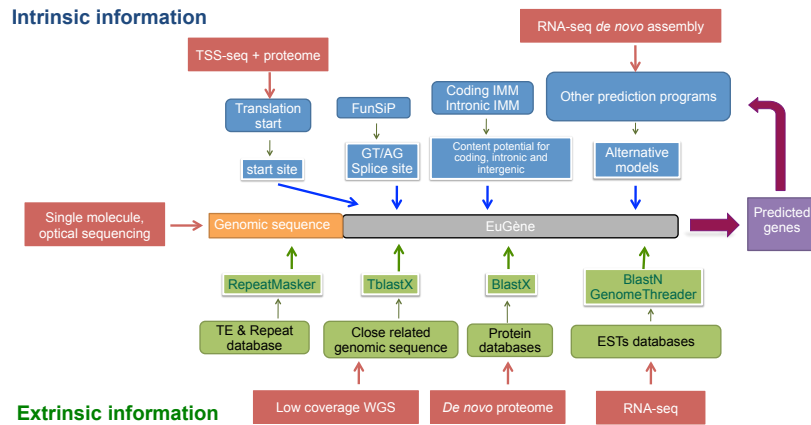 Intrinsic information
RNA-seq de novo assembly
TSS-seq + proteome
Translation
start
FunSiP
Coding IMM
Intronic IMM
Other prediction programs
start site
GT/AG
Splice site
Content potential for
coding, intronic and
intergenic
Alternative
models
Single molecule,
optical sequencing
Genomic sequence
EuGène
Predicted
genes
RepeatMasker
TblastX
BlastX
BlastN
GenomeThreader
TE & Repeat
database
Close related
genomic sequence
Protein
databases
ESTs databases
Extrinsic information
Low coverage WGS
De novo proteome
RNA-seq